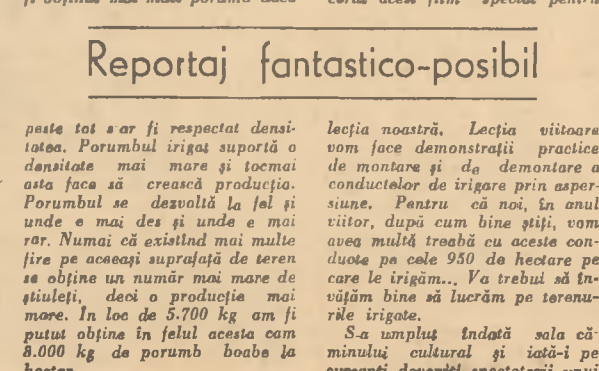 Reportaj fantastico-posibil
peste tot s-ar fi respectat densi-
tatea. Porumbul irigat suportă o
densitate mai mare și tocmai
asta face să crească producția.
Porumbul se dezvoltă la fel și
unde e mai des și unde e mai
rar. Numai că existînd mai multe
fire pe aceeași suprafață de teren
se obține un număr mai mare de
știuleți, deci o producție mai
mare. In loc de 5.700 kg am fi
putut obține în felul acesta cam
8.000 kg de porumb boabe la
lecția noastră. Lecția viitoare
vom face demonstrații practice
de montare și de demontare a
conductelor de irigare prin asper-
siune. Pentru că noi, în anul
viitor, după cum bine știți, vom
avea multă treabă cu aceste con-
ducte pe cele 950 de hectare pe
care le irigăm... Va trebui să în-
vățăm bine să lucrăm pe terenu-
rile irigate.
S-a umplut îndată sala că-
minului cultural și iată-i pe